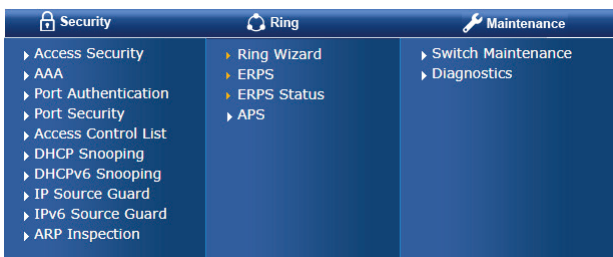 Security
Access Security
AAA
Port Authentication
Port Security
Access Control List
DHCP Snooping
DHCPv6 Snooping
IP Source Guard
IPv6 Source Guard
ARP Inspection
Ring
Ring Wizard
ERPS
ERPS Status
APS
Maintenance
Switch Maintenance
Diagnostics